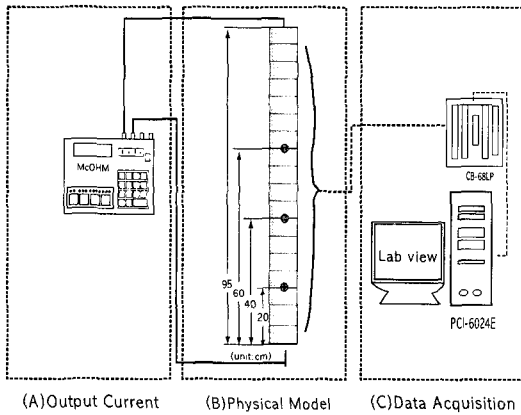 McOHM
95
60
40
20
(unit:cm)
CB-68LP
Lab view
PCI-6024E
(A)Output Current
(B)Physical Model
(C)Data Acquisition